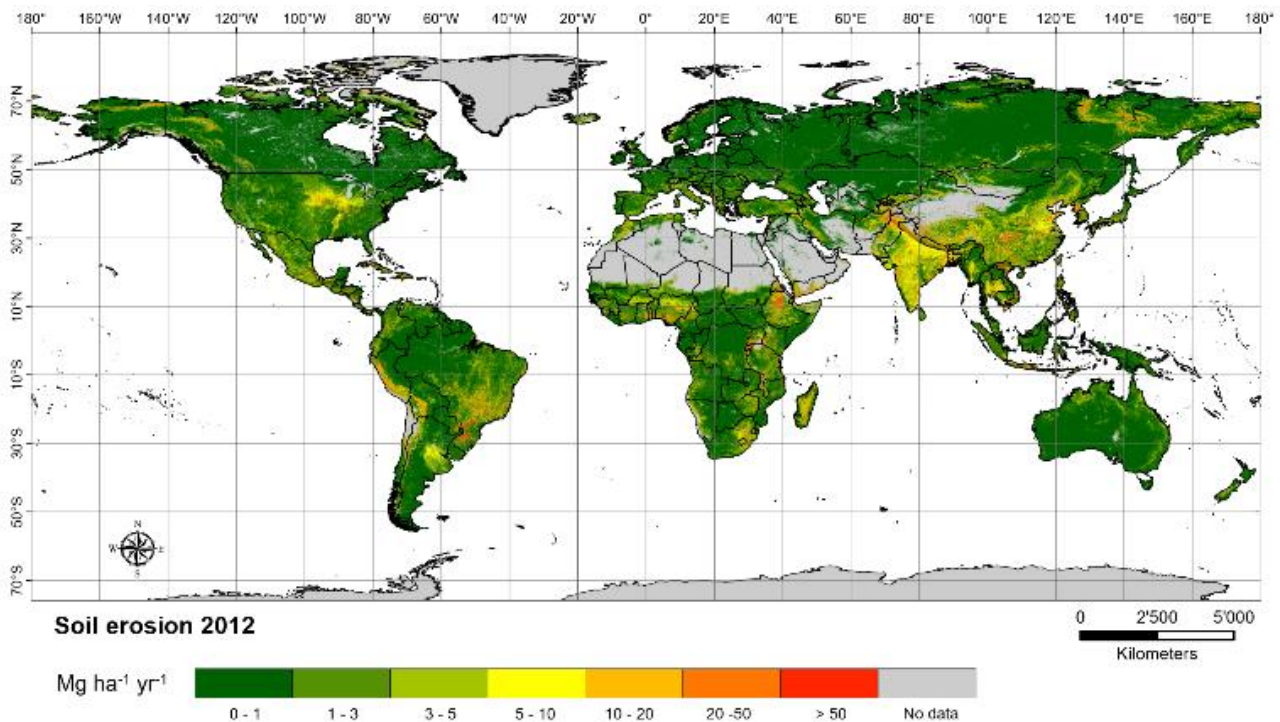 180° 160°W 140°W 120°W 100°W 80°W 60°W 40°W 20°W 0° 20°E 40°E 60°E 80°E 100°E 120°E 140°E 160°E 180°
70°N
50°N
30°N
10°N
10°S
30°S
50°S
70°S
N
W E
S
Soil erosion 2012
0 2'500 5'000
Kilometers
Mg ha⁻¹ yr⁻¹
0 - 1 1 - 3 3 - 5 5 - 10 10 - 20 20 -50 > 50 No data